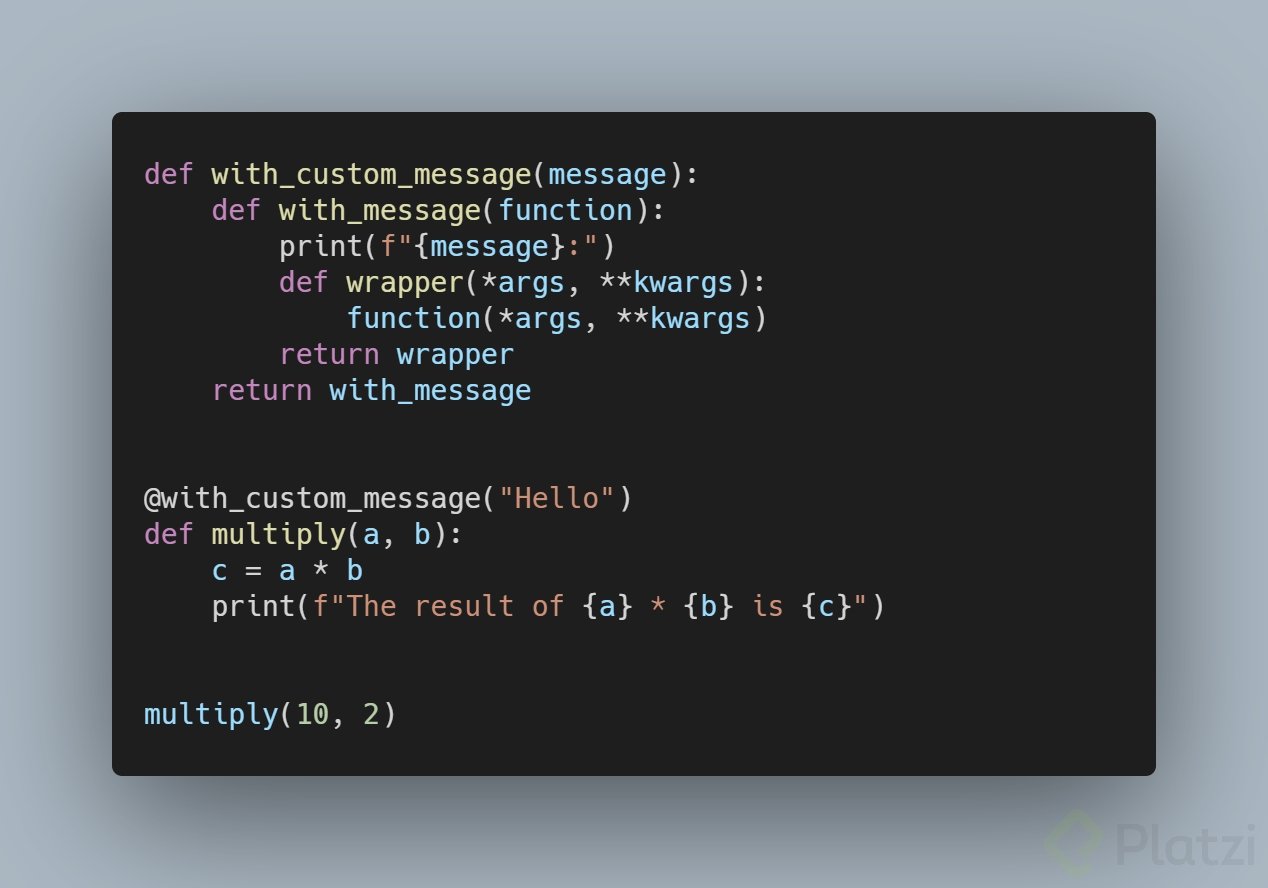 def with_custom_message(message):
    def with_message(function):
        print(f"{message}:")
        def wrapper(*args, **kwargs):
            function(*args, **kwargs)
        return wrapper
    return with_message
@with_custom_message("Hello")
def multiply(a, b):
    c = a * b
    print(f"The result of {a} * {b} is {c}")
multiply(10, 2)
Platzi